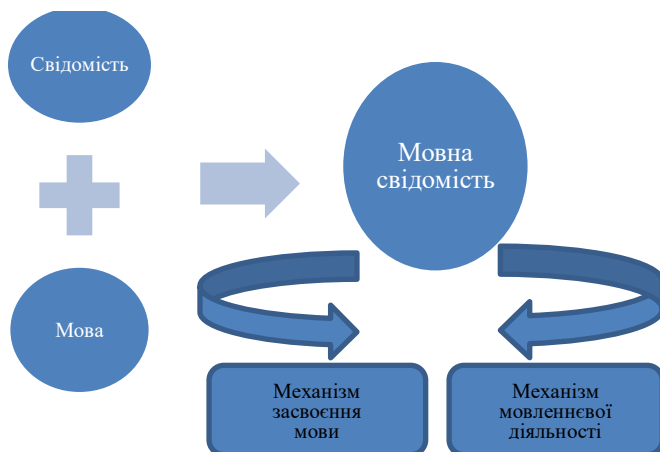 Свідомість
Мова
Мовна
свідомість
Механізм
засвоєння
мови
Механізм
мовленнєвої
діяльності